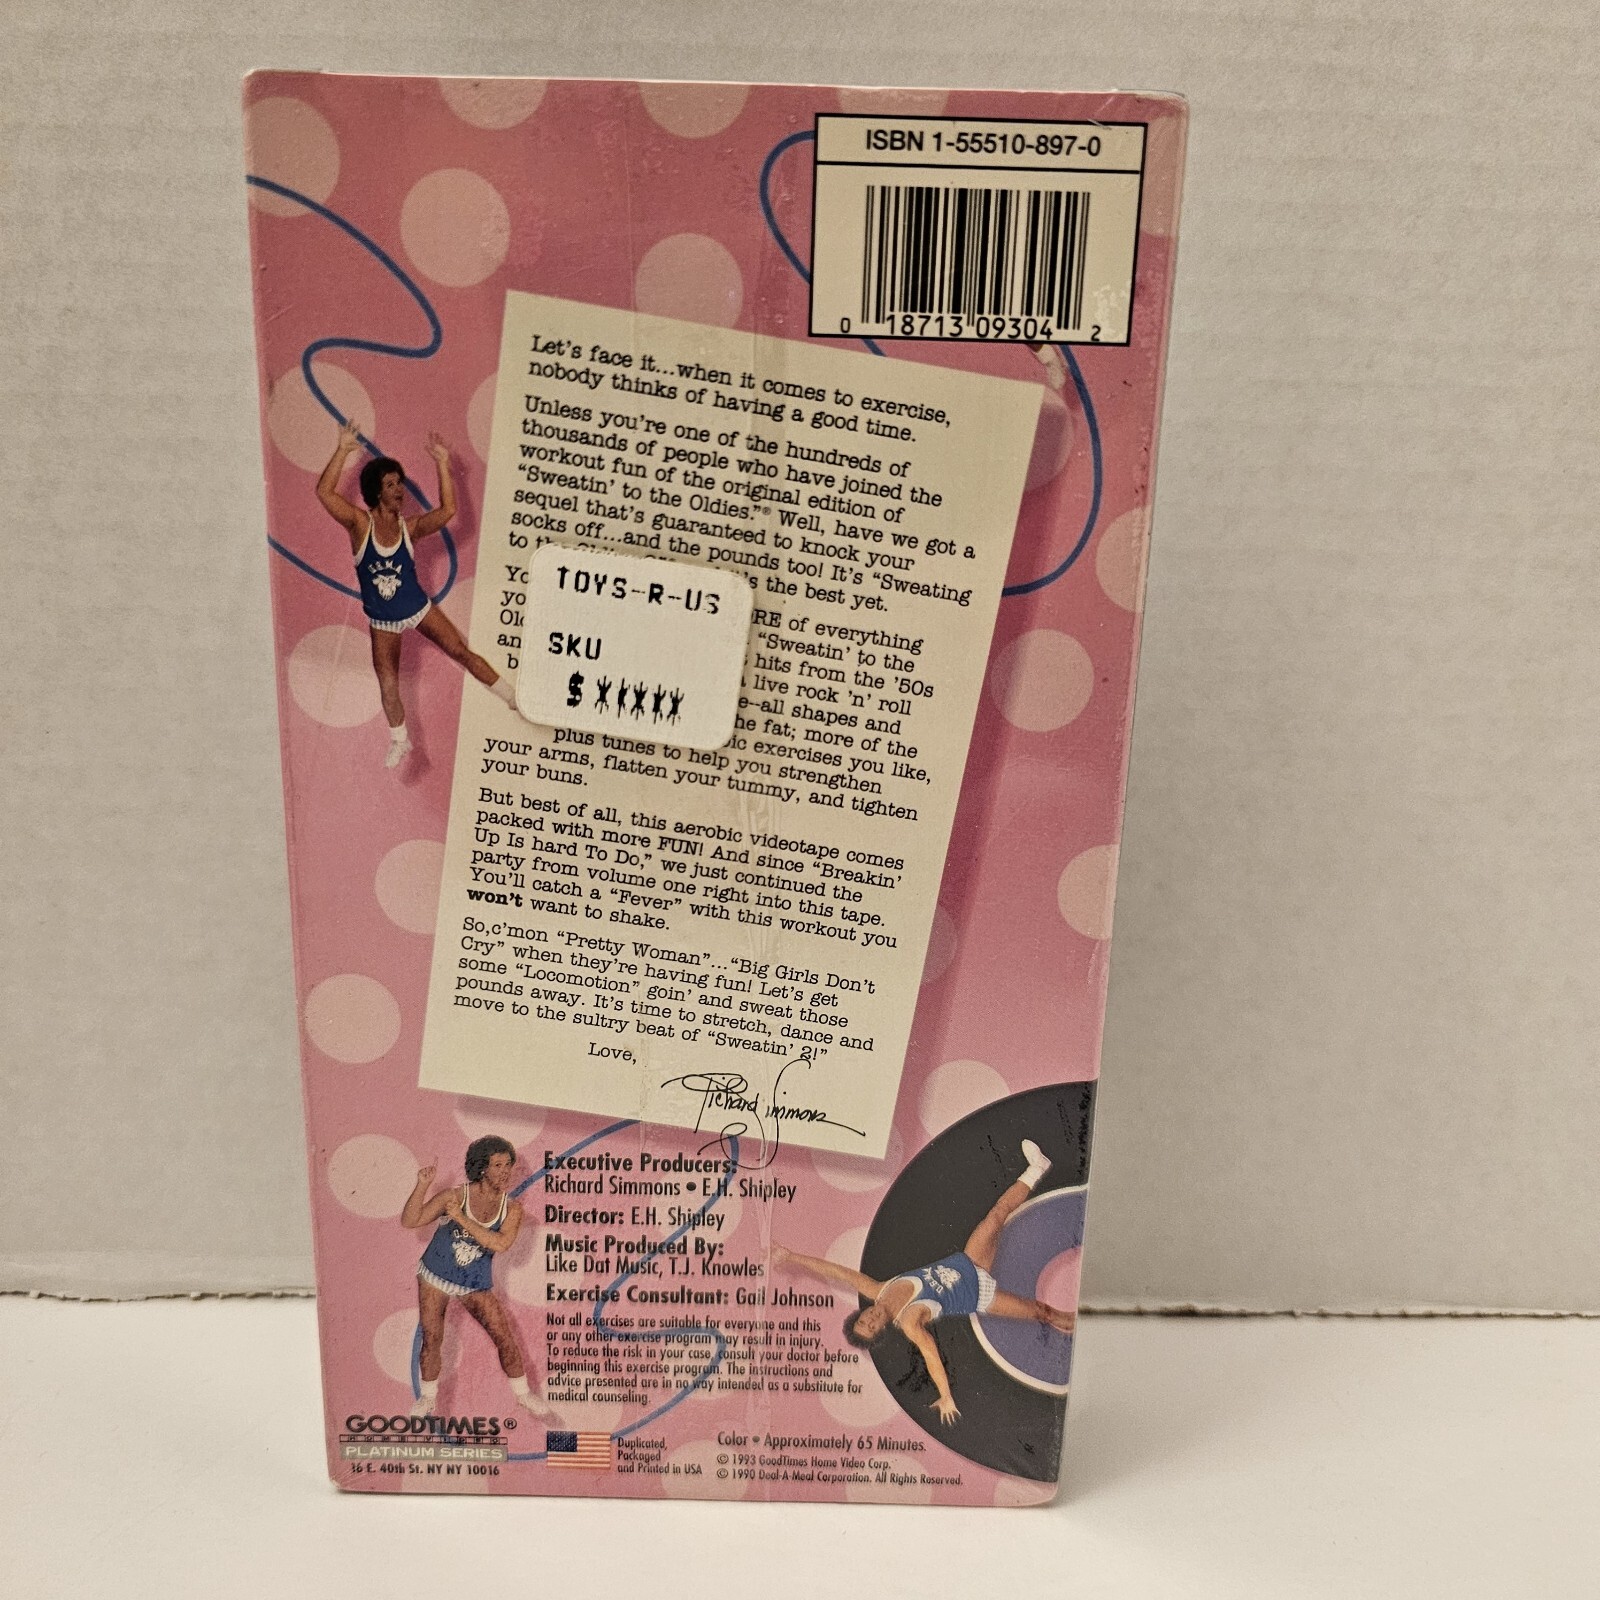 ISBN 1-55510-897-0
0 18713 09304 2
Let's face it...when it comes to exercise,
nobody thinks of having a good time.
Unless you're one of the hundreds of
thousands of people who have joined the
workout fun of the original edition of
"Sweatin' to the Oldies."® Well, have we got a
sequel that's guaranteed to knock your
socks off...and the pounds too! It's "Sweating
to the best yet.
of everything
"Sweatin' to the
hits from the '50s
live rock 'n' roll
all shapes and
the fat; more of the
exercises you like,
plus tunes to help you strengthen
your arms, flatten your tummy, and tighten
your buns.
TOYS-R-US
SKU
$
But best of all, this aerobic videotape comes
packed with more FUN! And since "Breakin'
Up Is hard To Do," we just continued the
party from volume one right into this tape.
You'll catch a "Fever" with this workout you
won't want to shake.
So,c'mon "Pretty Woman"..."Big Girls Don't
Cry" when they're having fun! Let's get
some "Locomotion" goin' and sweat those
pounds away. It's time to stretch, dance and
move to the sultry beat of "Sweatin' 2!"
Love,
Richard Simmons
Executive Producers:
Richard Simmons • E.H. Shipley
Director: E.H. Shipley
Music Produced By:
Like Dat Music, T.J. Knowles
Exercise Consultant: Gail Johnson
Not all exercises are suitable for everyone and this
or any other exercise program may result in injury.
To reduce the risk in your case, consult your doctor before
beginning this exercise program. The instructions and
advice presented are in no way intended as a substitute for
medical counseling.
GOODTIMES®
HOME VIDEO
PLATINUM SERIES
16 E. 40th St. NY NY 10016
Duplicated,
Packaged
and Printed in USA
Color • Approximately 65 Minutes.
© 1993 GoodTimes Home Video Corp.
© 1990 Deal-A-Meal Corporation. All Rights Reserved.